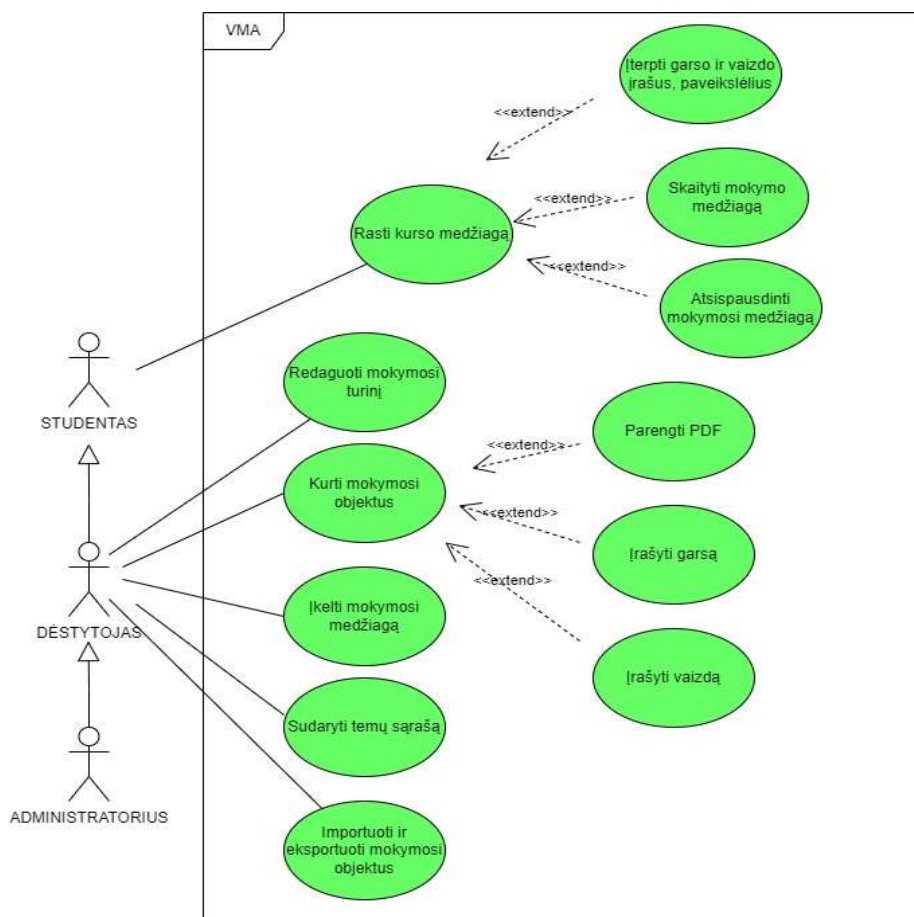 VMA
Įterpti garso ir vaizdo
įrašus, paveikslėlius
<<extend>>
Skaityti mokymo
medžiagą
<<extend>>
Rasti kurso medžiagą
<<extend>>
Atsispausdinti
mokymosi medžiagą
STUDENTAS
Redaguoti mokymosi
turinį
Parengti PDF
<<extend>>
Kurti mokymosi
objektus
<<extend>>
Įrašyti garsą
<<extend>>
DĖSTYTOJAS
Įkelti mokymosi
medžiagą
Įrašyti vaizdą
Sudaryti temų sąrašą
ADMINISTRATORIUS
Importuoti ir
eksportuoti mokymosi
objektus